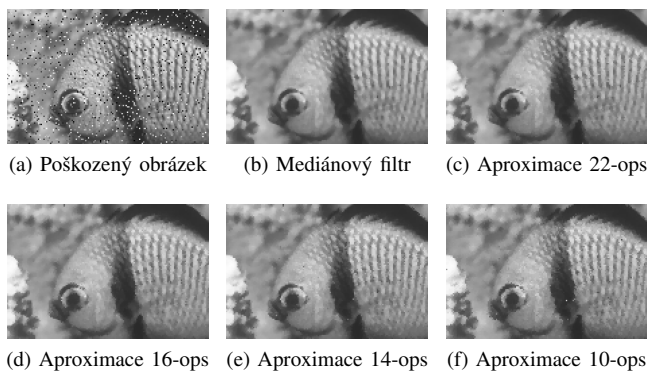 (a) Poškozený obrázek
(b) Mediánový filtr
(c) Aproximace 22-ops
(d) Aproximace 16-ops
(e) Aproximace 14-ops
(f) Aproximace 10-ops